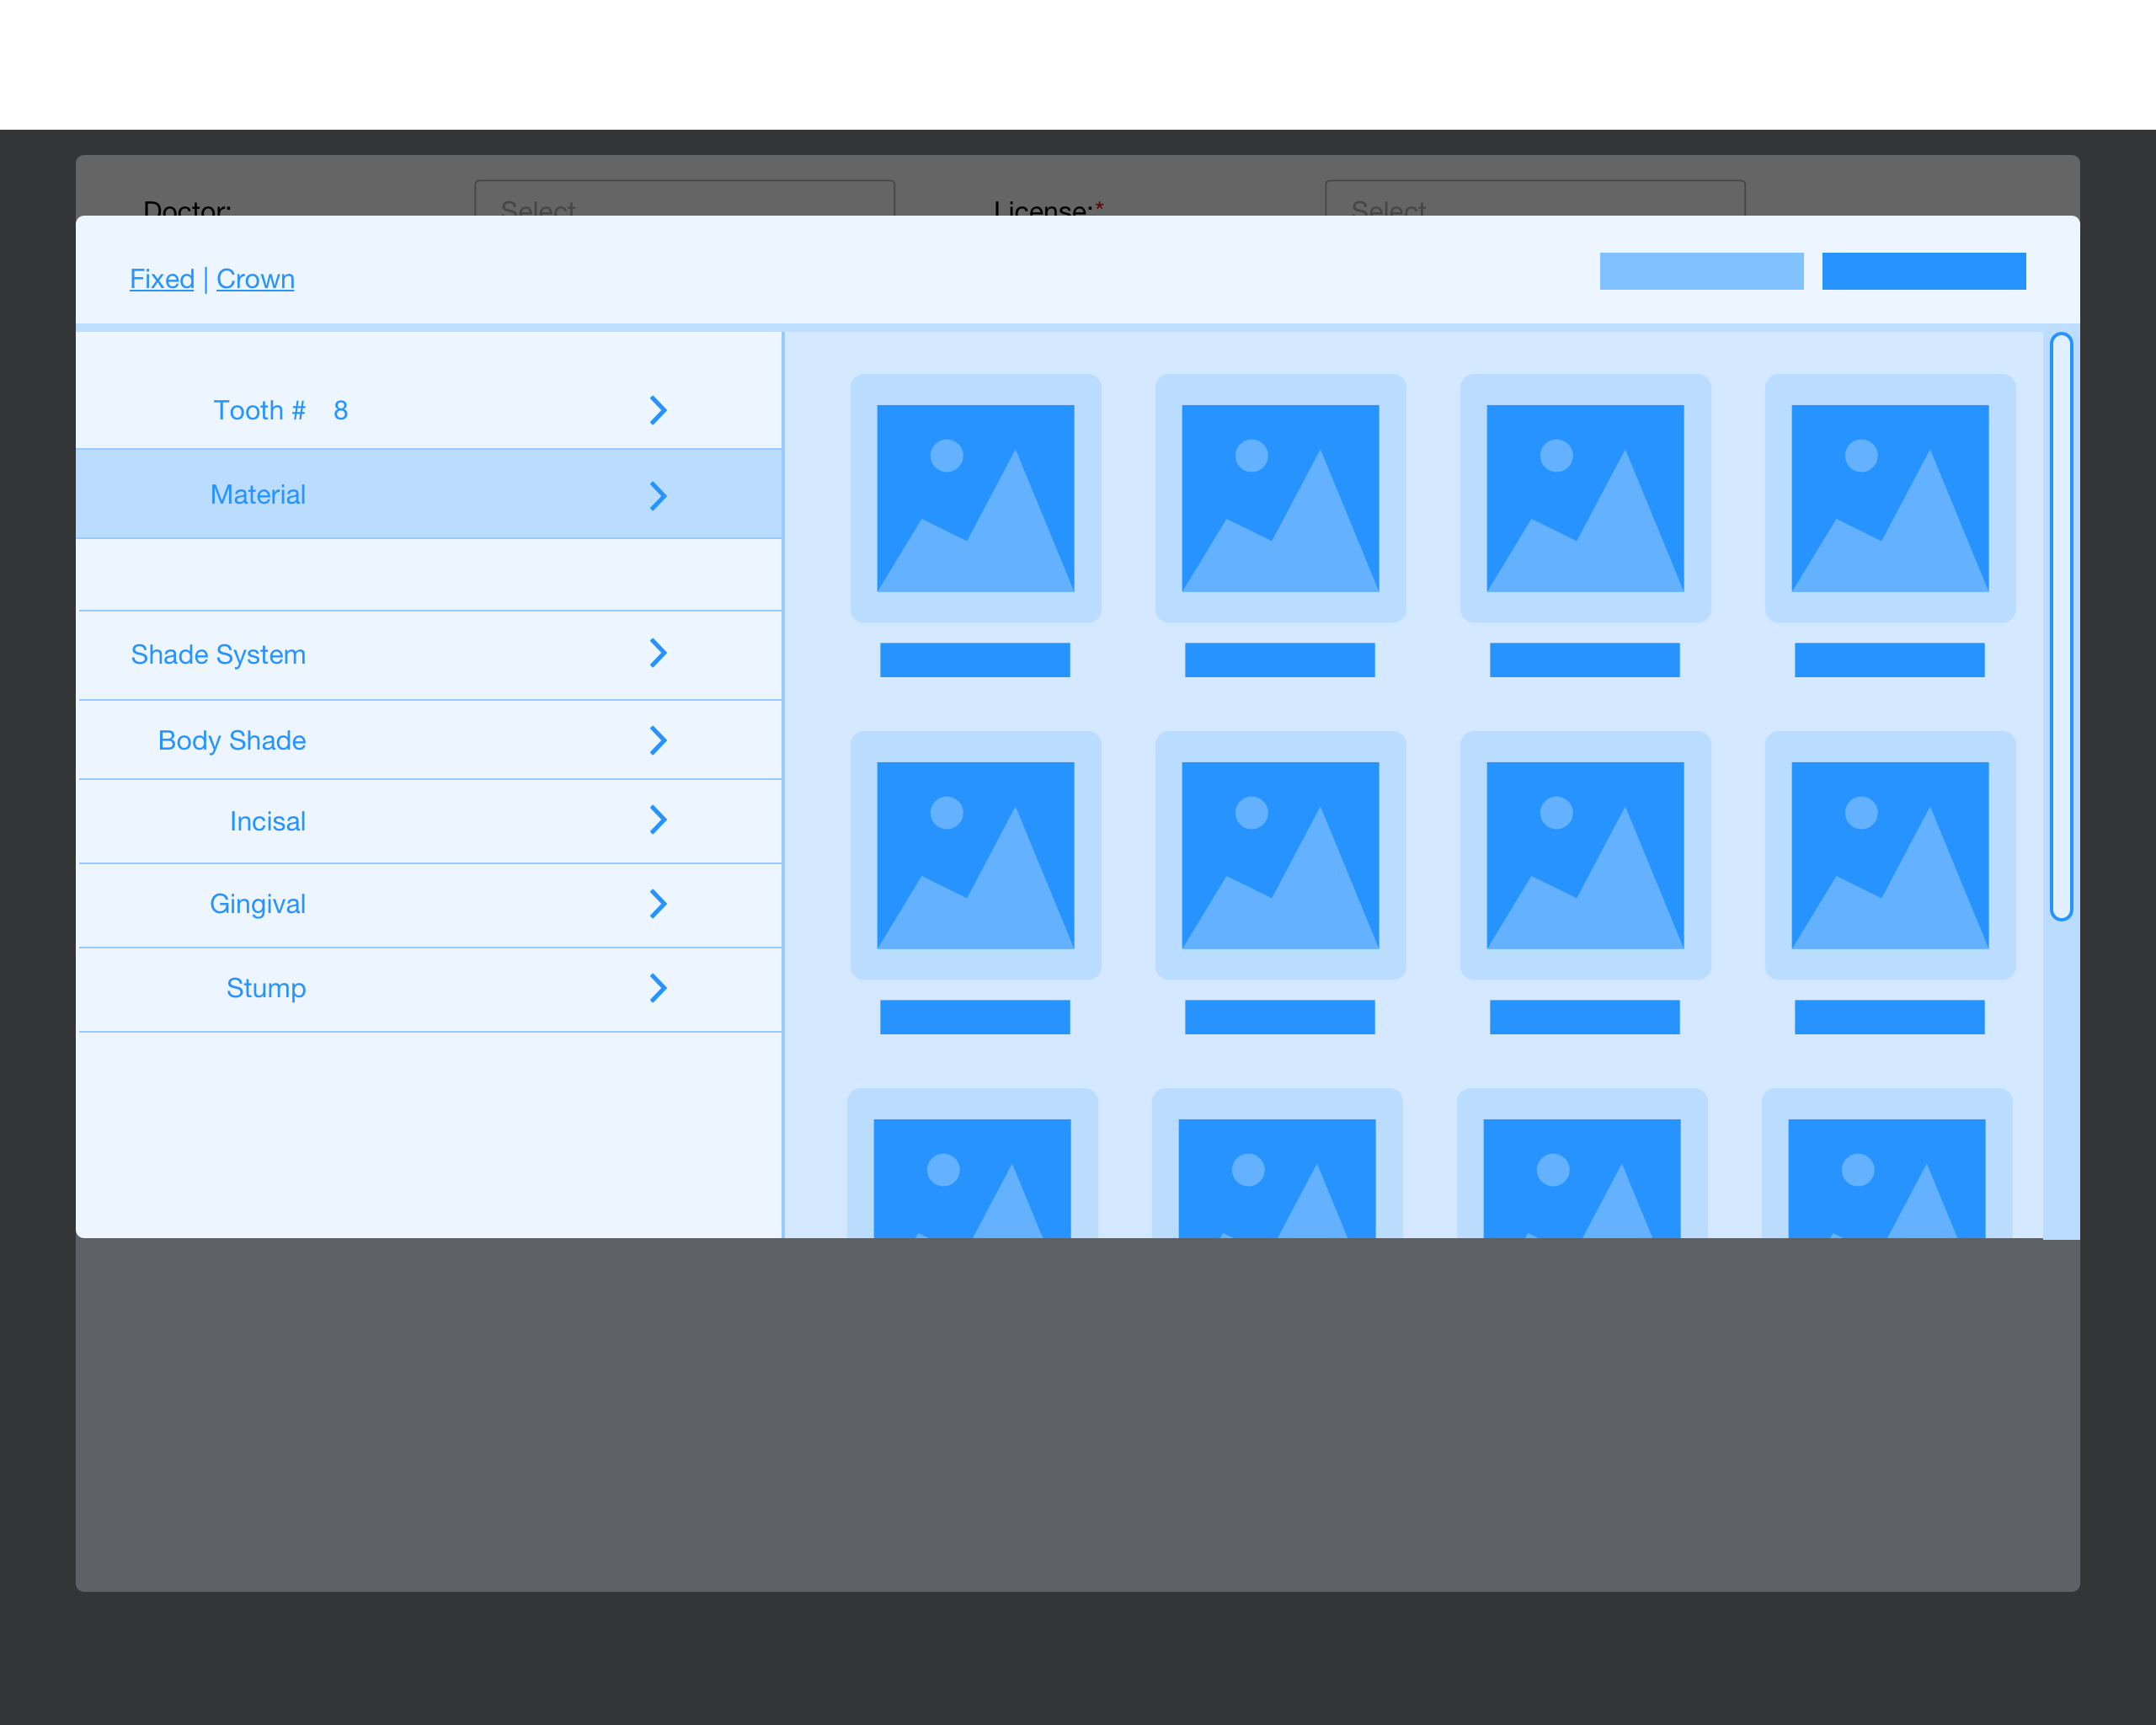 Doctor: Select License:* Select
Fixed | Crown
Tooth # 8
Material
Shade System
Body Shade
Incisal
Gingival
Stump